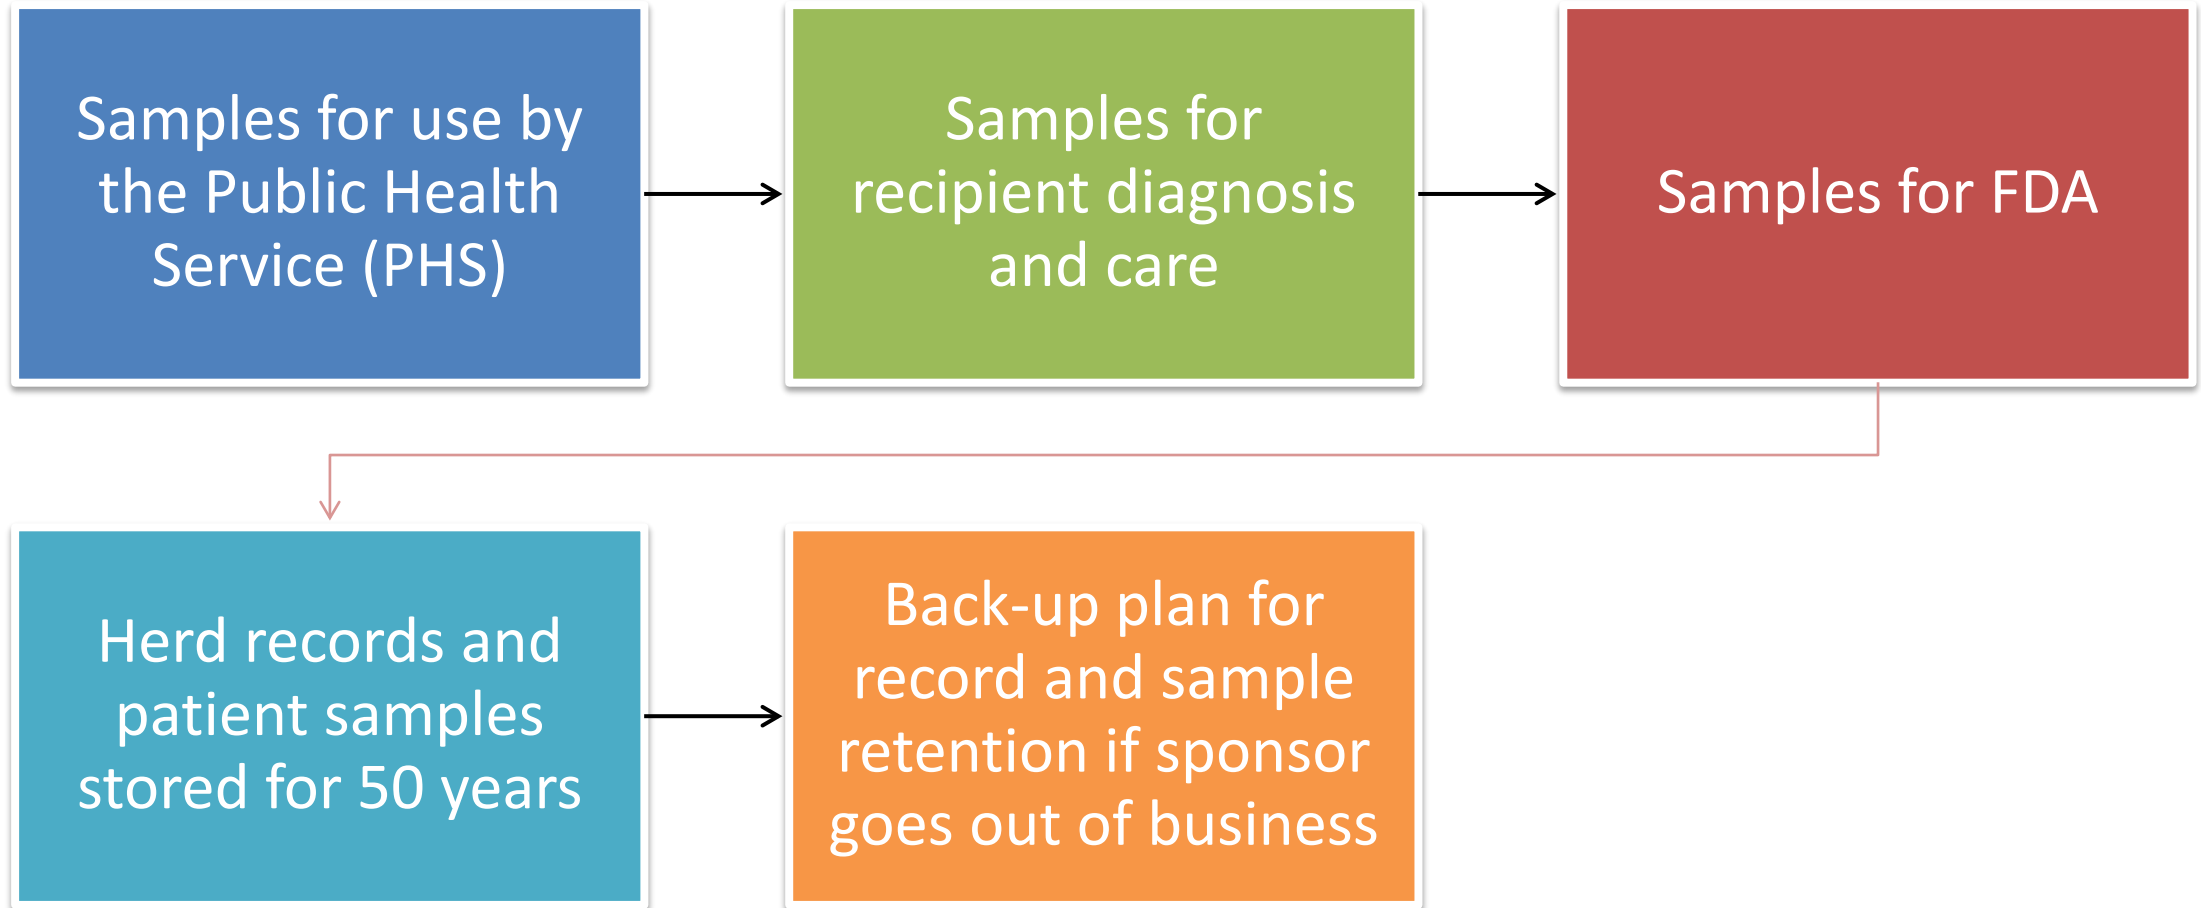 Samples for use by
the Public Health
Service (PHS)
Samples for
recipient diagnosis
and care
Samples for FDA
Herd records and
patient samples
stored for 50 years
Back-up plan for
record and sample
retention if sponsor
goes out of business